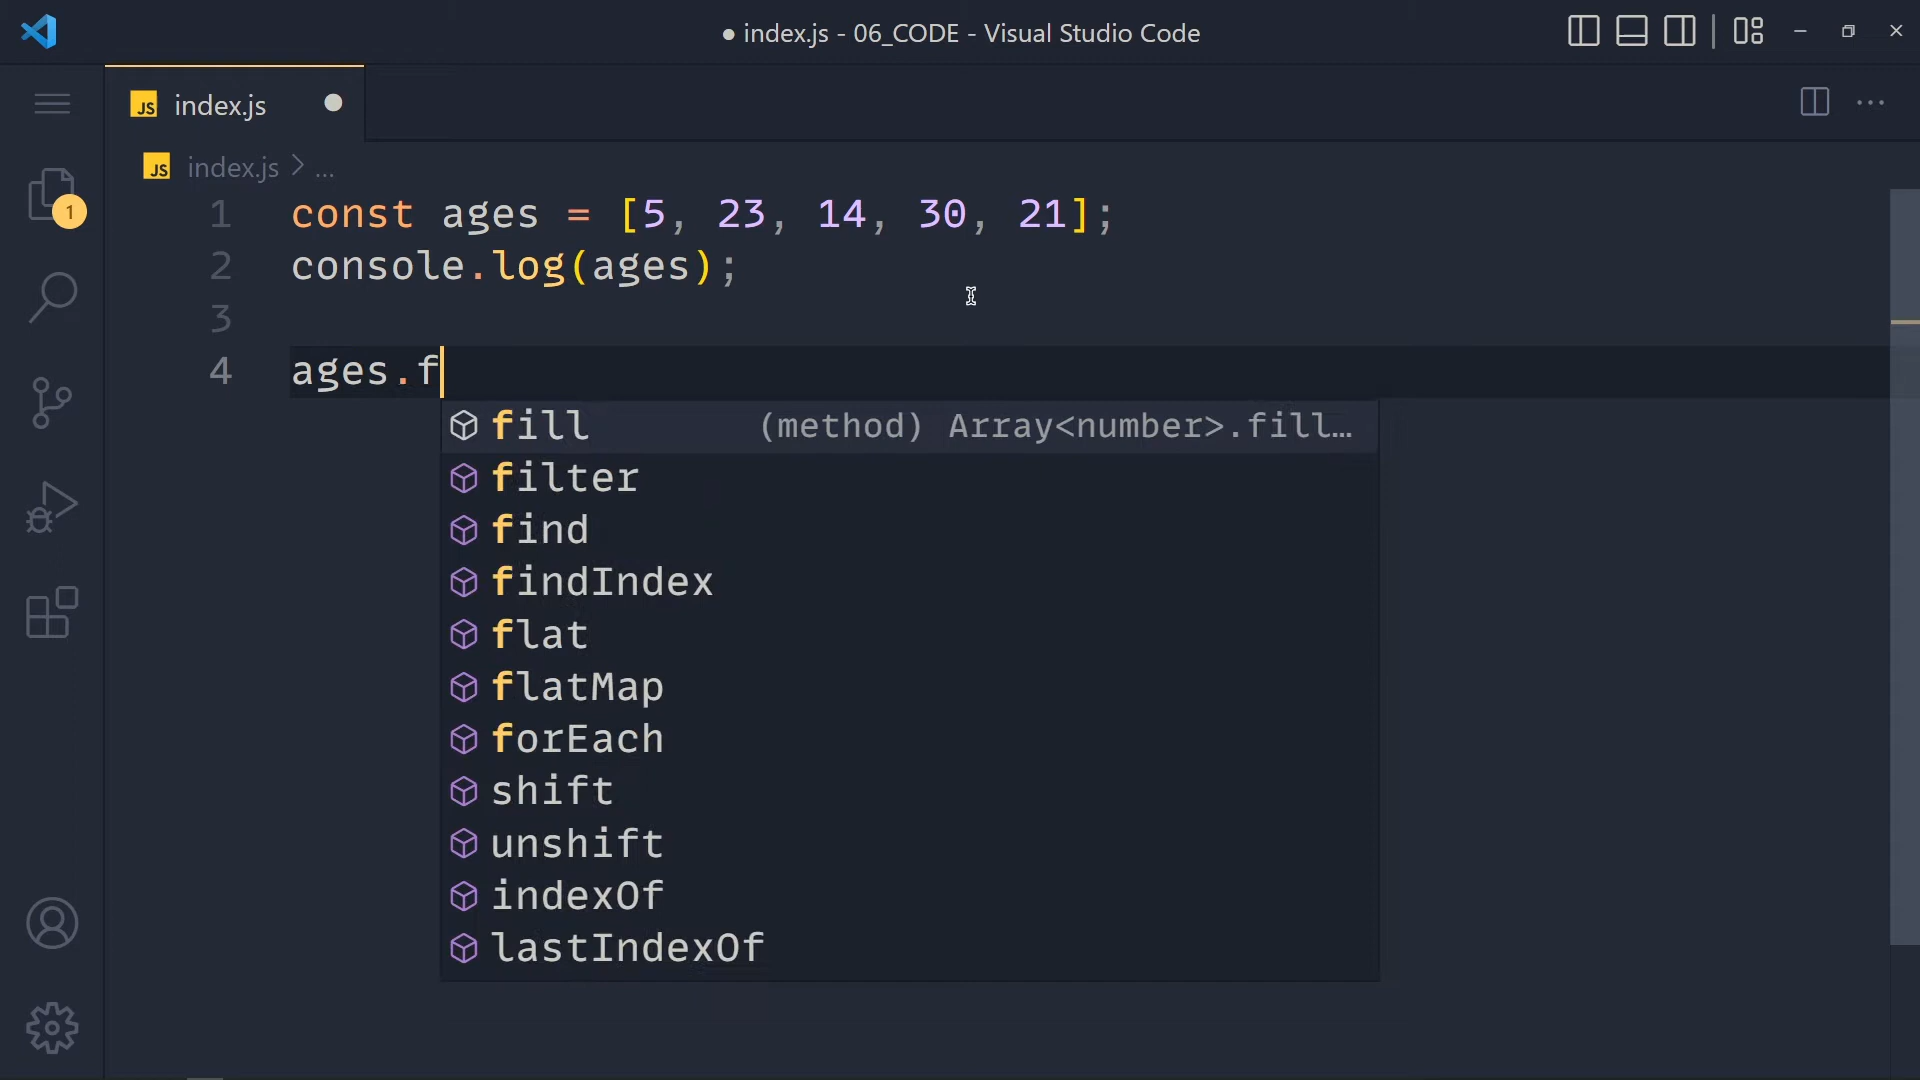 ● index.js - 06_CODE - Visual Studio Code
JS index.js
JS index.js > ...
1
1 const ages = [5, 23, 14, 30, 21];
2 console.log(ages);
3
4 ages.f
fill (method) Array<number>.fill…
filter
find
findIndex
flat
flatMap
forEach
shift
unshift
indexOf
lastIndexOf